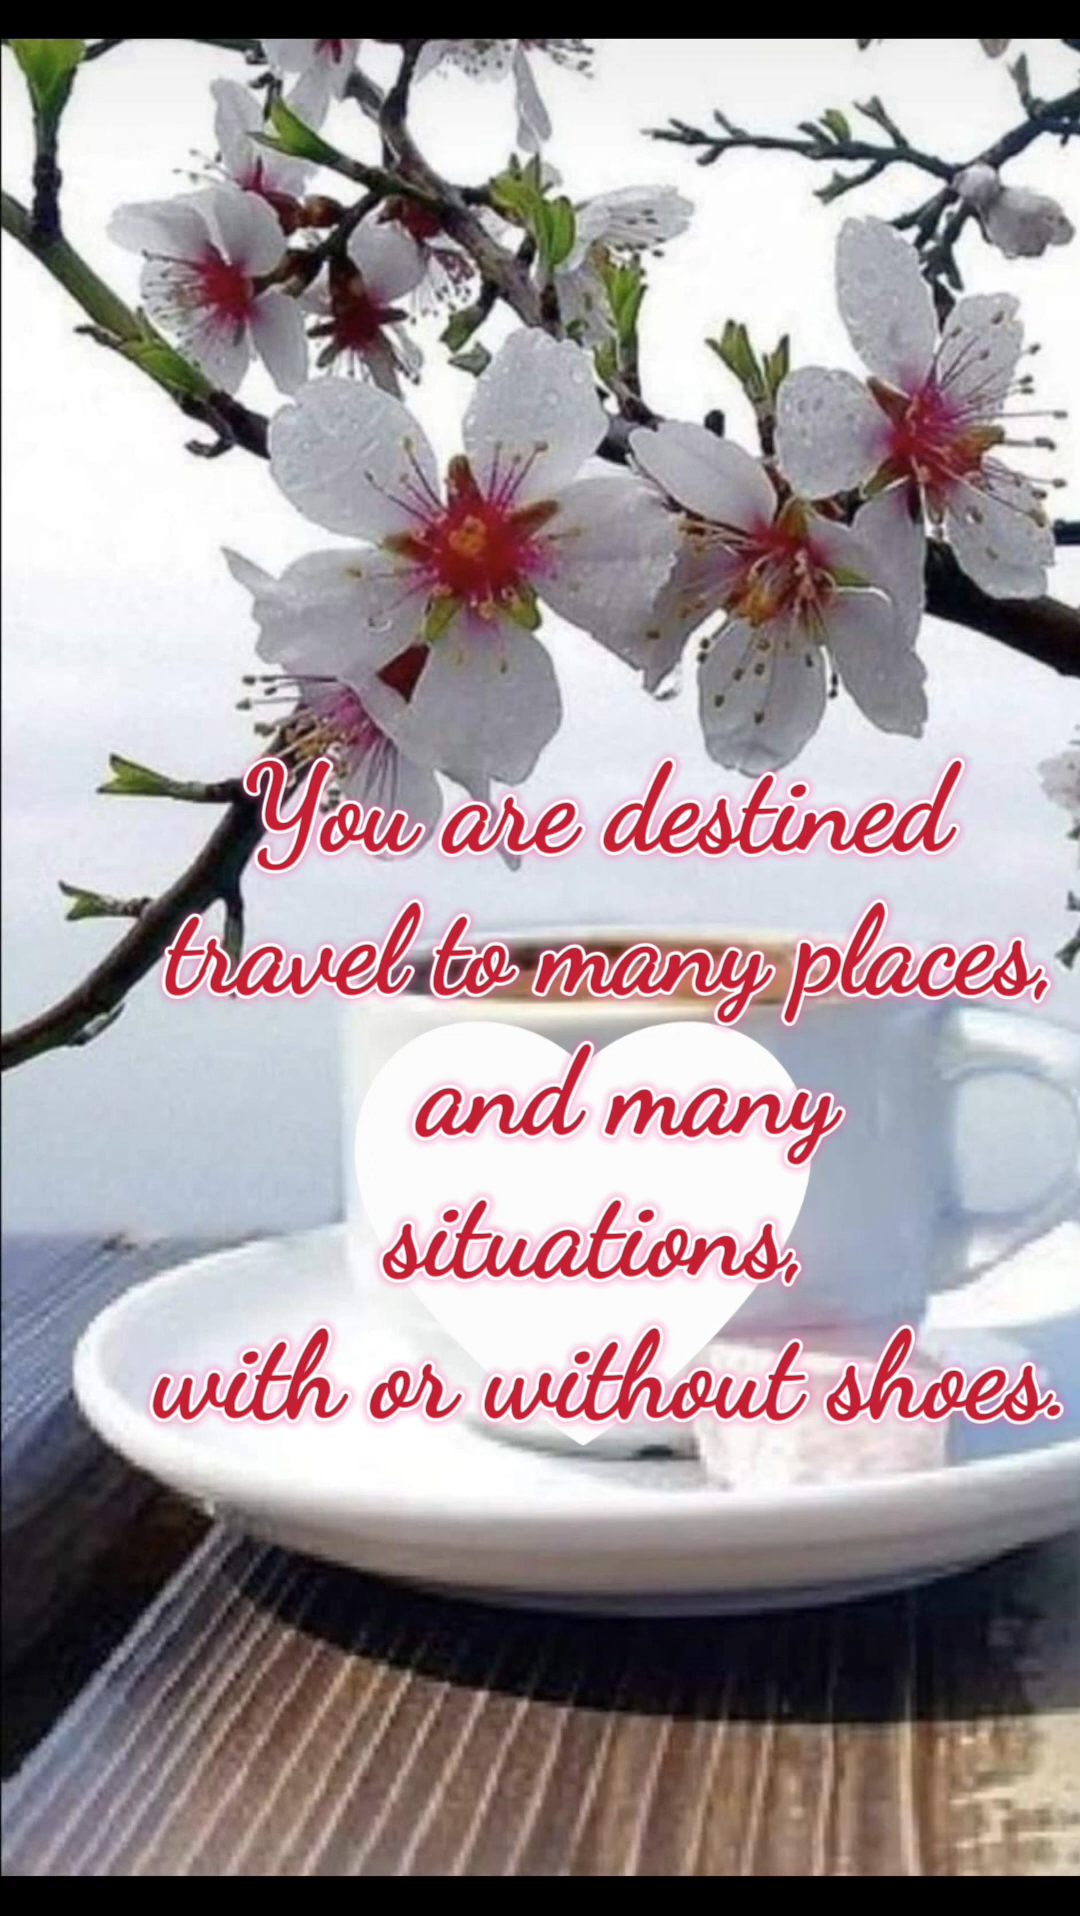 You are destined
travel to many places,
and many
situations,
with or without shoes.